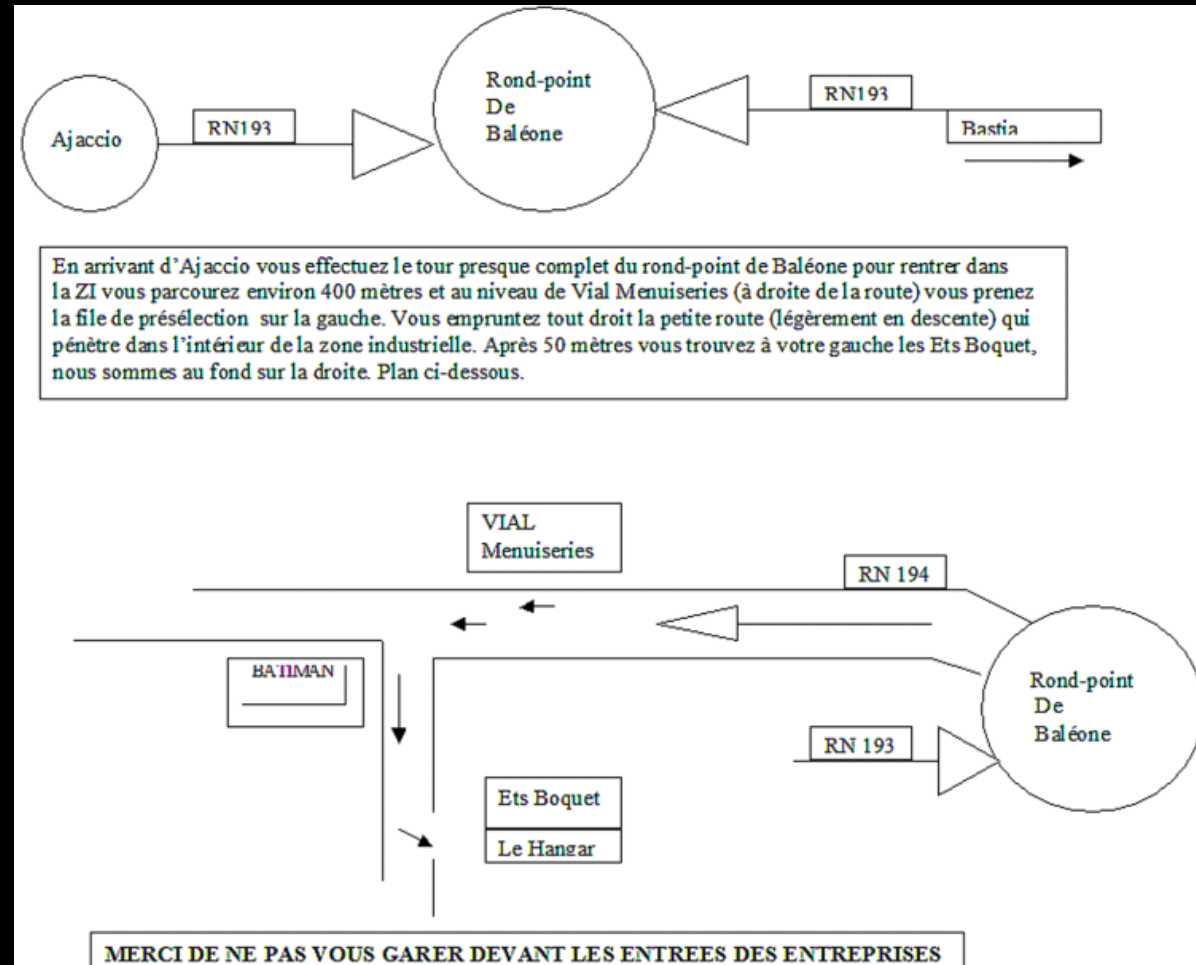 Ajaccio
RN193
Rond-point
De
Baléone
RN193
Bastia
En arrivant d'Ajaccio vous effectuez le tour presque complet du rond-point de Baléone pour rentrer dans
la ZI vous parcourez environ 400 mètres et au niveau de Vial Menuiseries (à droite de la route) vous prenez
la file de présélection sur la gauche. Vous empruntez tout droit la petite route (légèrement en descente) qui
pénètre dans l'intérieur de la zone industrielle. Après 50 mètres vous trouvez à votre gauche les Ets Boquet,
nous sommes au fond sur la droite. Plan ci-dessous.
VIAL
Menuiseries
RN 194
BATIMAN
Rond-point
De
Baléone
RN 193
Ets Boquet
Le Hangar
MERCI DE NE PAS VOUS GARER DEVANT LES ENTREES DES ENTREPRISES